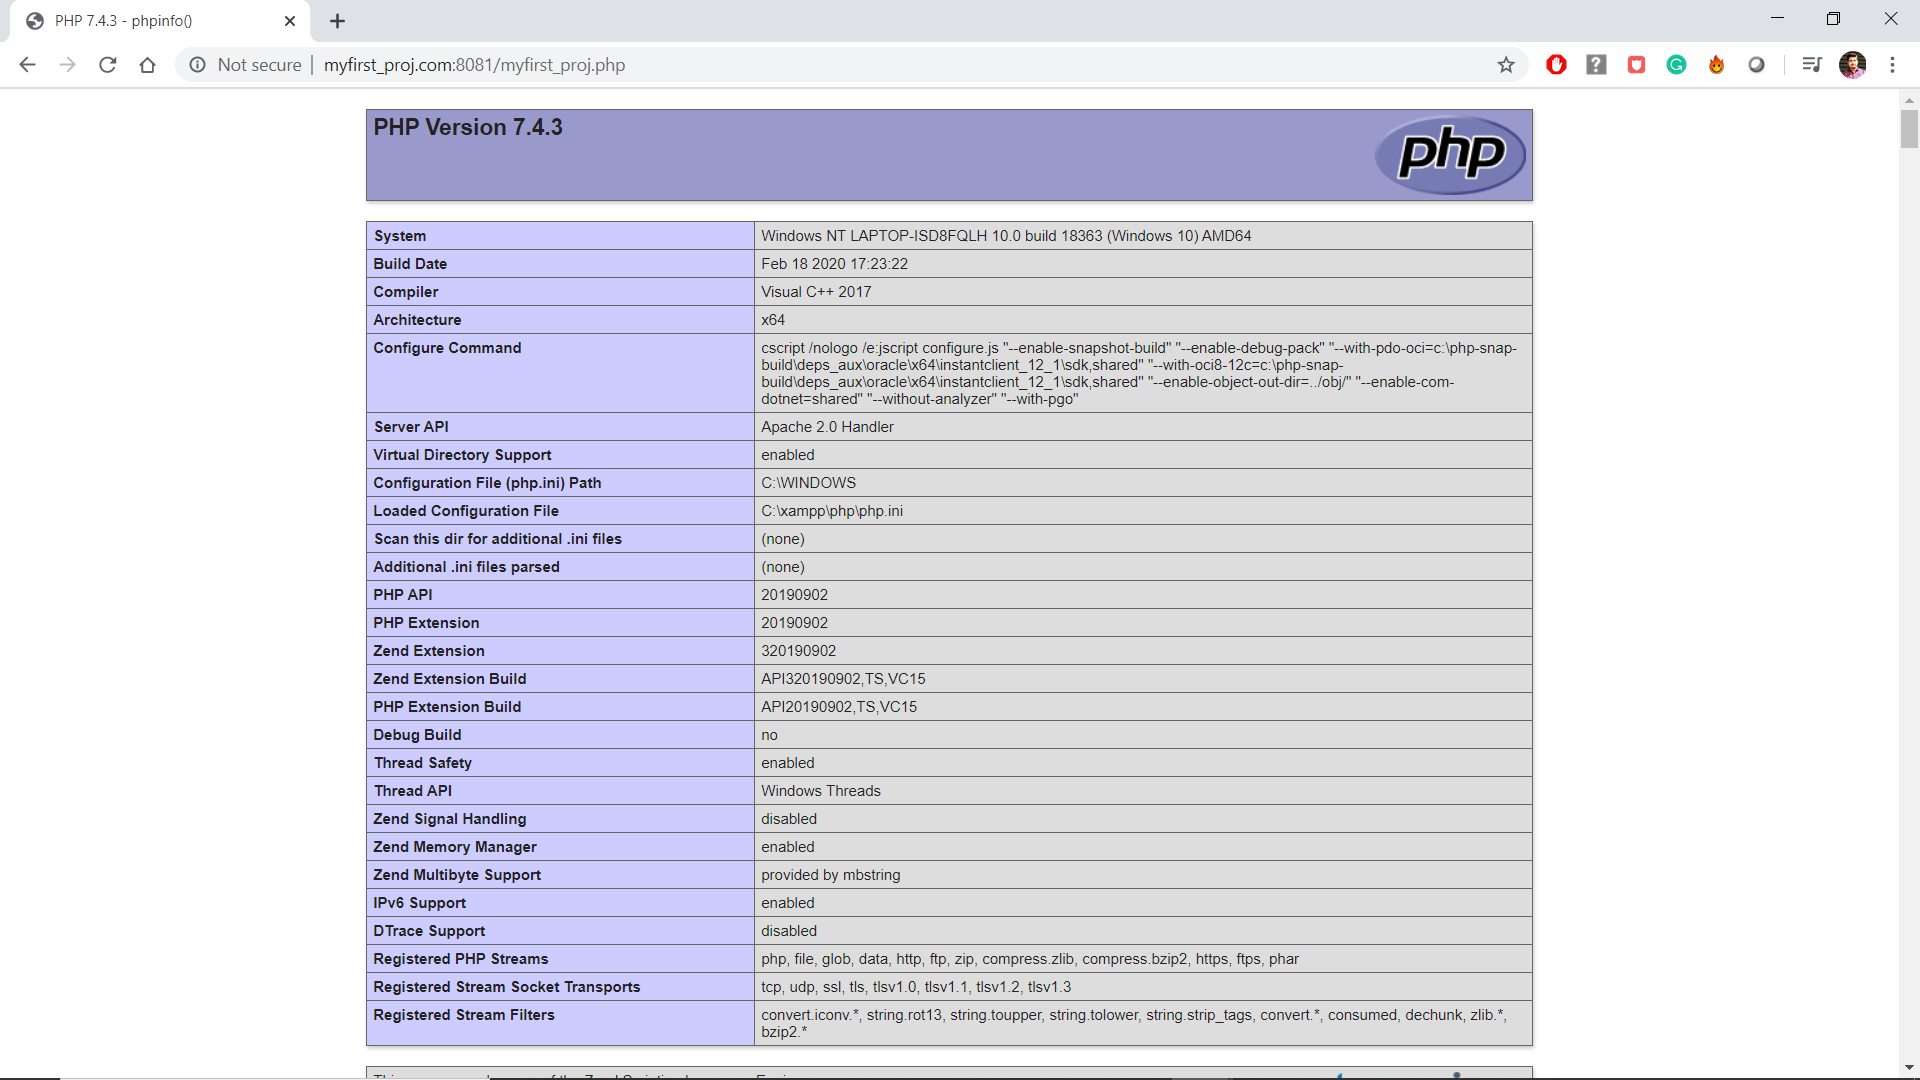 PHP 7.4.3 - phpinfo()
Not secure
myfirst_proj.com:8081/myfirst_proj.php
PHP Version 7.4.3
php
System Windows NT LAPTOP-ISD8FQLH 10.0 build 18363 (Windows 10) AMD64
Build Date Feb 18 2020 17:23:22
Compiler Visual C++ 2017
Architecture x64
Configure Command cscript /nologo /e:jscript configure.js "--enable-snapshot-build" "--enable-debug-pack" "--with-pdo-oci=c:\php-snap-
build\deps_aux\oracle\x64\instantclient_12_1\sdk,shared" "--with-oci8-12c=c:\php-snap-
build\deps_aux\oracle\x64\instantclient_12_1\sdk,shared" "--enable-object-out-dir=../obj/" "--enable-com-
dotnet=shared" "--without-analyzer" "--with-pgo"
Server API Apache 2.0 Handler
Virtual Directory Support enabled
Configuration File (php.ini) Path C:\WINDOWS
Loaded Configuration File C:\xampp\php\php.ini
Scan this dir for additional .ini files (none)
Additional .ini files parsed (none)
PHP API 20190902
PHP Extension 20190902
Zend Extension 320190902
Zend Extension Build API320190902,TS,VC15
PHP Extension Build API20190902,TS,VC15
Debug Build no
Thread Safety enabled
Thread API Windows Threads
Zend Signal Handling disabled
Zend Memory Manager enabled
Zend Multibyte Support provided by mbstring
IPv6 Support enabled
DTrace Support disabled
Registered PHP Streams php, file, glob, data, http, ftp, zip, compress.zlib, compress.bzip2, https, ftps, phar
Registered Stream Socket Transports tcp, udp, ssl, tls, tlsv1.0, tlsv1.1, tlsv1.2, tlsv1.3
Registered Stream Filters convert.iconv.*, string.rot13, string.toupper, string.tolower, string.strip_tags, convert.*, consumed, dechunk, zlib.*,
bzip2.*